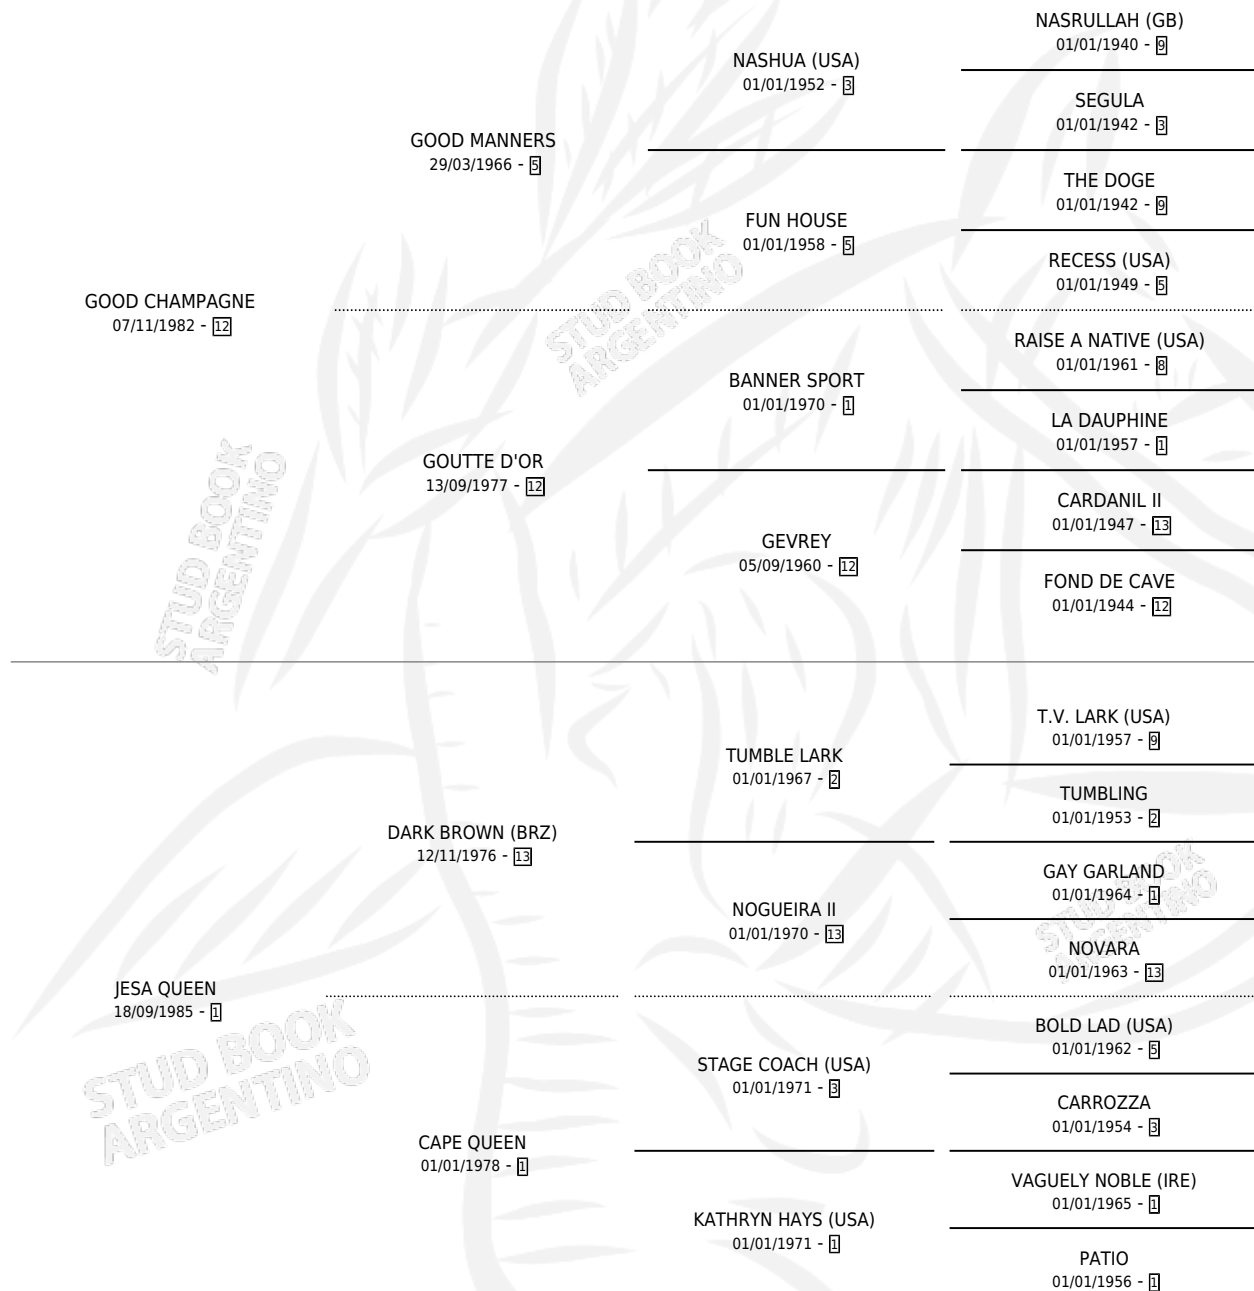 NASRULLAH (GB)
01/01/1940 - 9
NASHUA (USA)
01/01/1952 - 3
SEGULA
01/01/1942 - 3
GOOD MANNERS
29/03/1966 - 5
THE DOGE
01/01/1942 - 9
FUN HOUSE
01/01/1958 - 5
RECESS (USA)
01/01/1949 - 5
GOOD CHAMPAGNE
07/11/1982 - 12
RAISE A NATIVE (USA)
01/01/1961 - 8
BANNER SPORT
01/01/1970 - 1
LA DAUPHINE
01/01/1957 - 1
GOUTTE D'OR
13/09/1977 - 12
CARDANIL II
01/01/1947 - 13
GEVREY
05/09/1960 - 12
FOND DE CAVE
01/01/1944 - 12
T.V. LARK (USA)
01/01/1957 - 9
TUMBLE LARK
01/01/1967 - 2
TUMBLING
01/01/1953 - 2
DARK BROWN (BRZ)
12/11/1976 - 13
GAY GARLAND
01/01/1964 - 1
NOGUEIRA II
01/01/1970 - 13
NOVARA
01/01/1963 - 13
JESA QUEEN
18/09/1985 - 1
BOLD LAD (USA)
01/01/1962 - 5
STAGE COACH (USA)
01/01/1971 - 3
CARROZZA
01/01/1954 - 3
CAPE QUEEN
01/01/1978 - 1
VAGUELY NOBLE (IRE)
01/01/1965 - 1
KATHRYN HAYS (USA)
01/01/1971 - 1
PATIO
01/01/1956 - 1
STUD BOOK
ARGENTINO
STUD BOOK
ARGENTINO
STUD BOOK
ARGENTINO
STUD BOOK
ARGENTINO